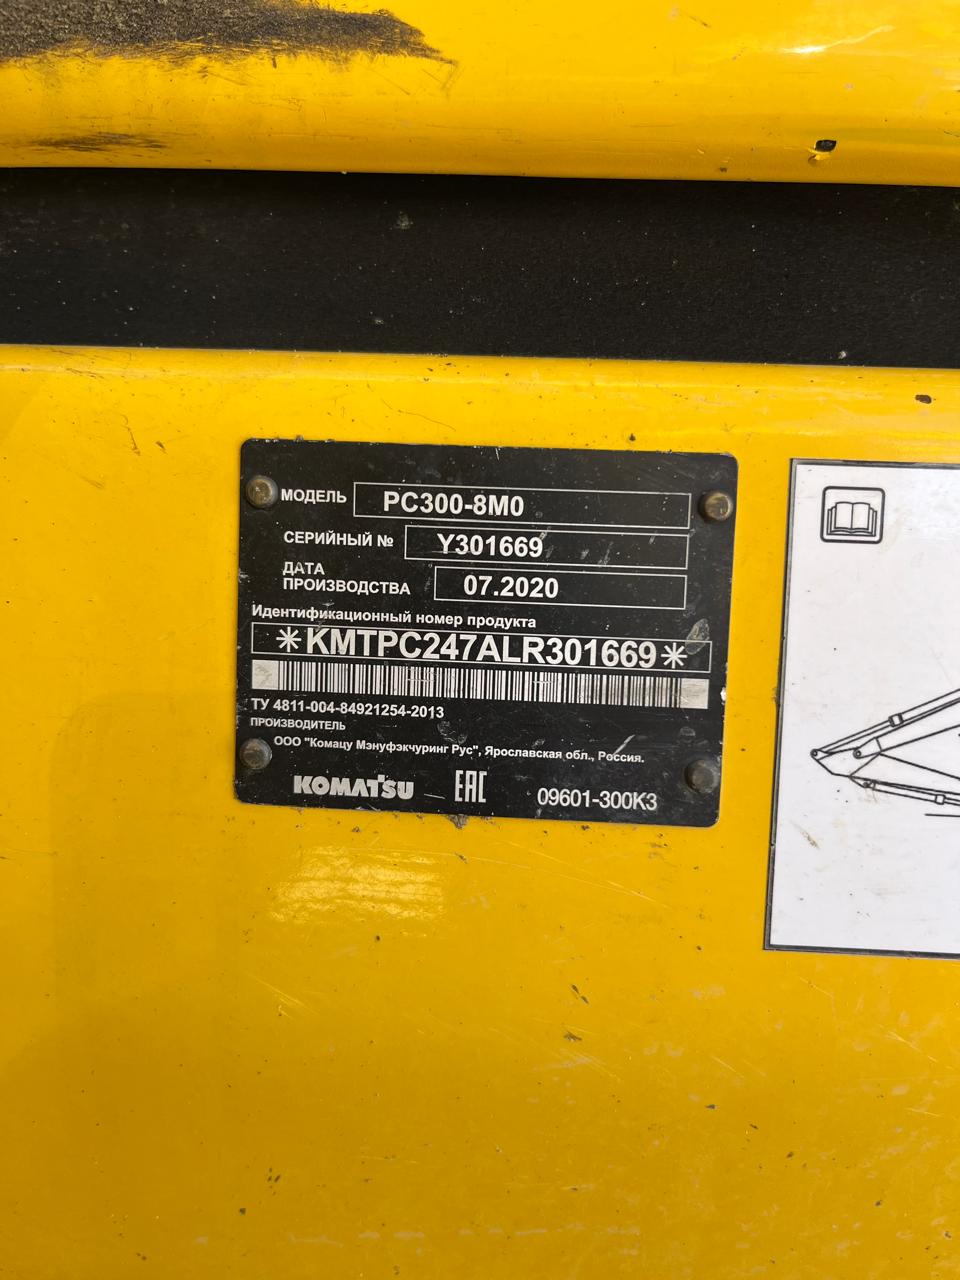 МОДЕЛЬ PC300-8M0
СЕРИЙНЫЙ № Y301669
ДАТА
ПРОИЗВОДСТВА 07.2020
Идентификационный номер продукта
*KMTPC247ALR301669*
ТУ 4811-004-84921254-2013
ПРОИЗВОДИТЕЛЬ
ООО "Комацу Мэнуфэкчуринг Рус", Ярославская обл., Россия.
KOMATSU EAC 09601-300K3